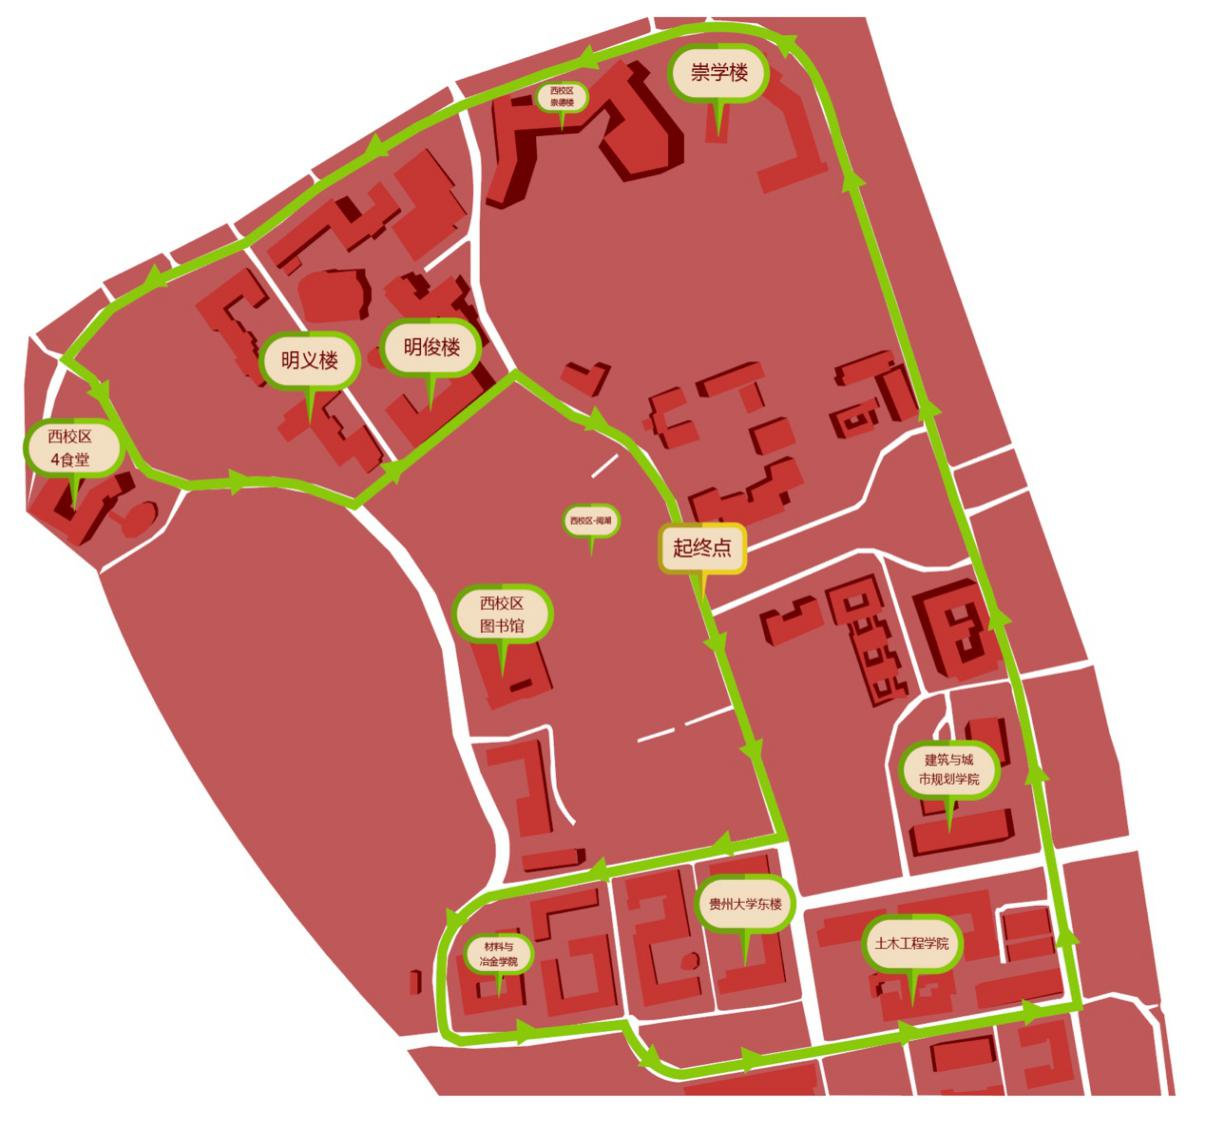 崇学楼
西校区
崇德楼
明义楼
明俊楼
西校区
4食堂
西校区-阅湖
起终点
西校区
图书馆
建筑与城
市规划学院
贵州大学东楼
土木工程学院
材料与
冶金学院